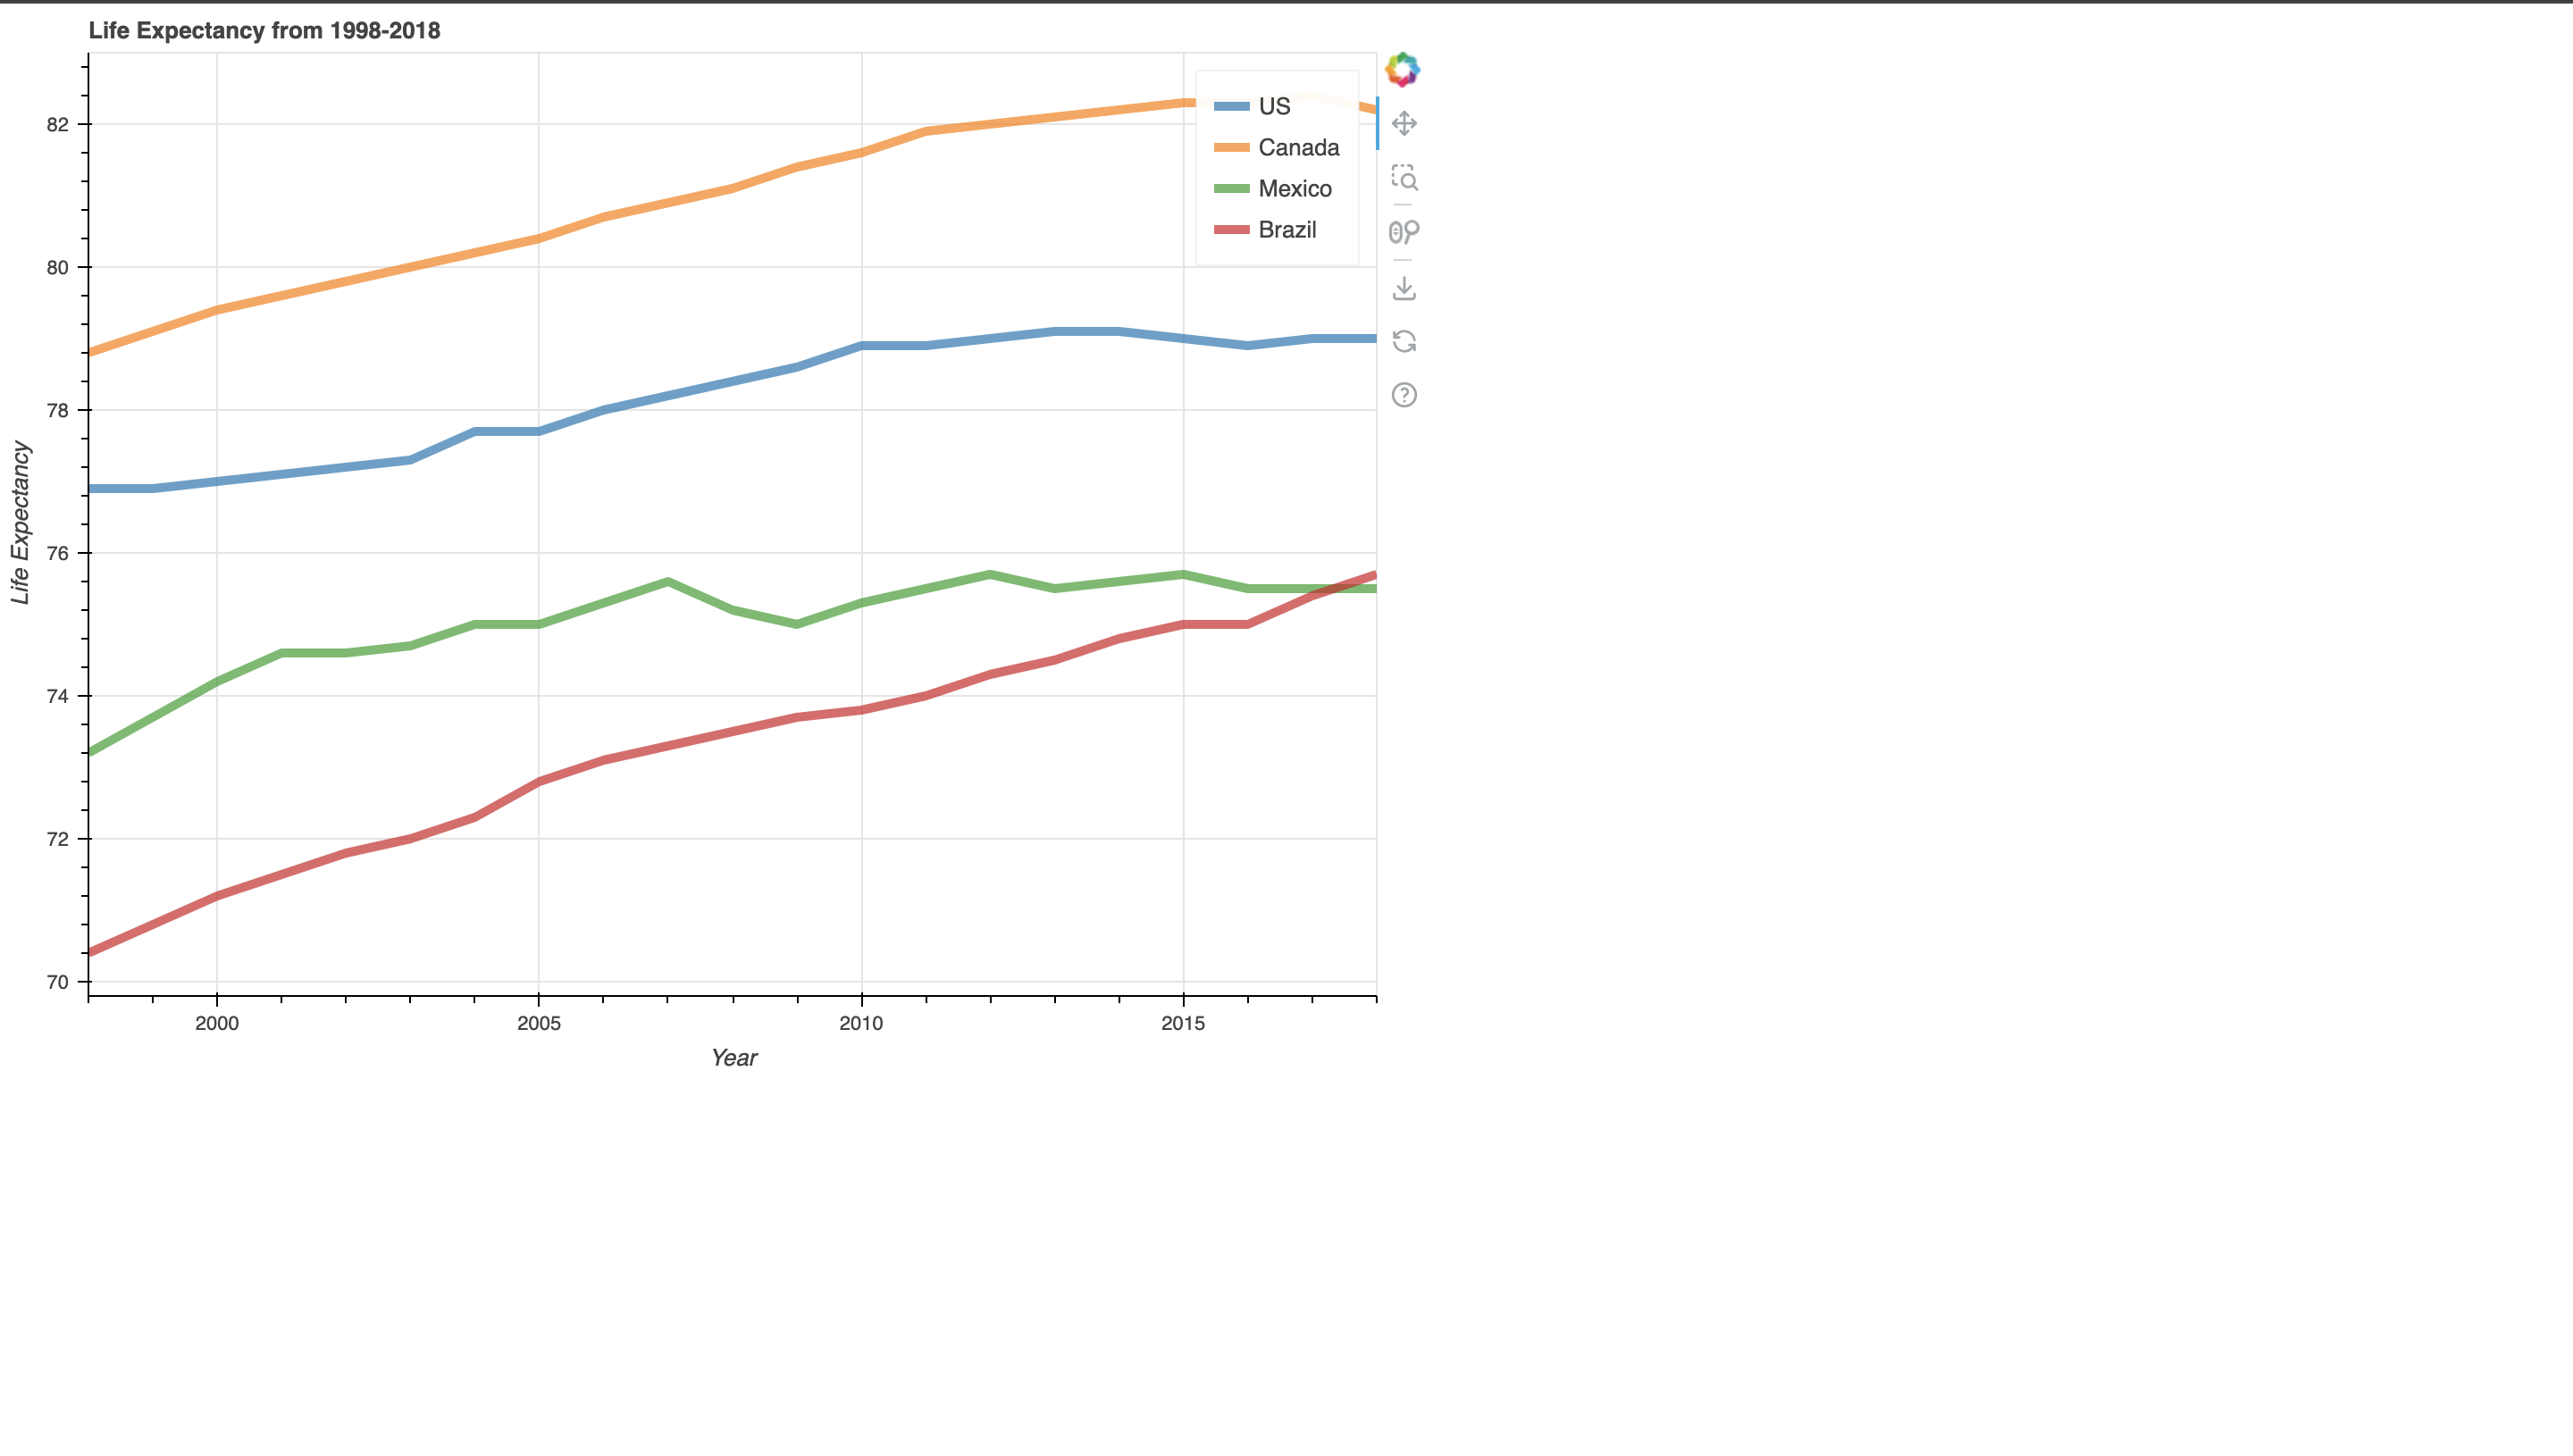 Life Expectancy from 1998-2018
US
Canada
Mexico
Brazil
82
80
78
76
74
72
70
Life Expectancy
2000 2005 2010 2015
Year